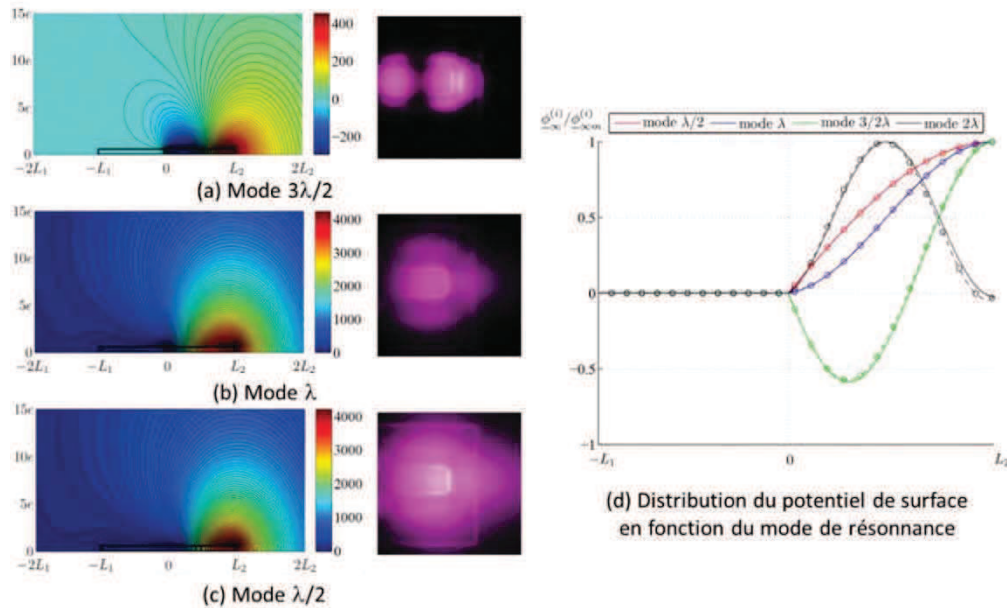 15e
10e
5e
0
−2L₁ −L₁ 0 L₂ 2L₂
400
200
0
−200
(a) Mode 3λ/2
15e
10e
5e
0
−2L₁ −L₁ 0 L₂ 2L₂
4000
3000
2000
1000
0
(b) Mode λ
15e
10e
5e
0
−2L₁ −L₁ 0 L₂ 2L₂
4000
3000
2000
1000
0
(c) Mode λ/2
mode λ/2 mode λ mode 3/2λ mode 2λ
1
0.5
0
−0.5
−1
−L₁ 0
(d) Distribution du potentiel de surface
en fonction du mode de résonnance